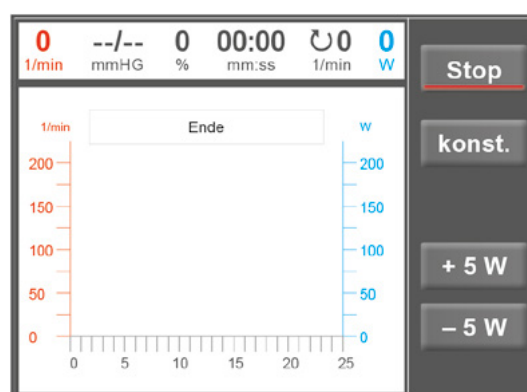 0 --/-- 0 00:00 ↻0 0
1/min mmHG % mm:ss 1/min W
Stop
konst.
+ 5 W
– 5 W
1/min Ende W
200 200
150 150
100 100
50 50
0 0
0 5 10 15 20 25